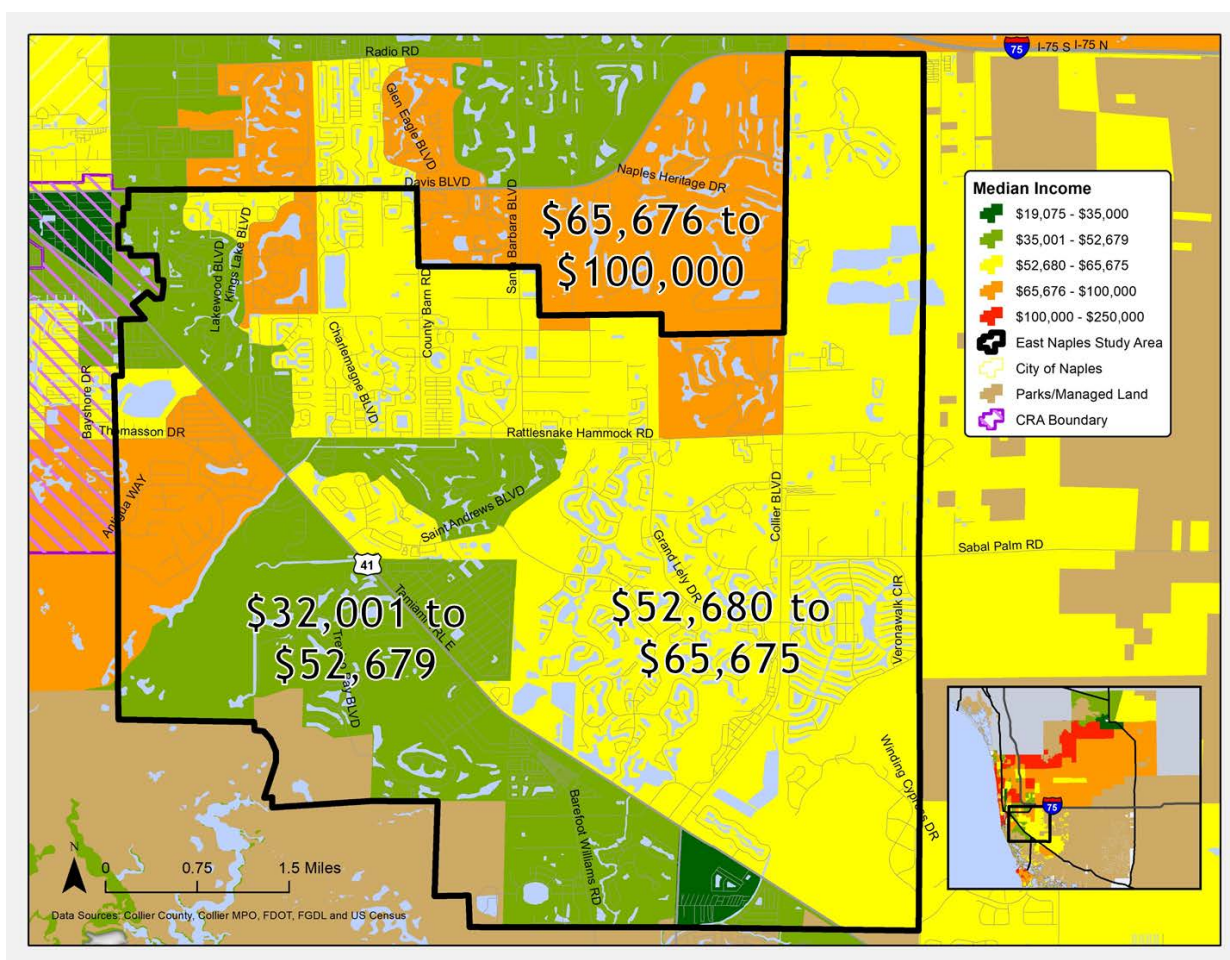 Radio RD
75
I-75 S
I-75 N
Glen Eagle BLVD
Davis BLVD
Naples Heritage DR
Santa Barbara BLVD
$65,676 to
$100,000
Lakewood BLVD
Kings Lake BLVD
County Barn RD
Charlemagne BLVD
Bayshore DR
Thomasson DR
Rattlesnake Hammock RD
Antigua WAY
Saint Andrews BLVD
Collier BLVD
Grand Lely DR
Sabal Palm RD
41
Tamiami TRL E
$32,001 to
$52,679
$52,680 to
$65,675
Veronawalk CIR
Winding Cypress DR
Barefoot Williams RD
Median Income
$19,075 - $35,000
$35,001 - $52,679
$52,680 - $65,675
$65,676 - $100,000
$100,000 - $250,000
East Naples Study Area
City of Naples
Parks/Managed Land
CRA Boundary
75
N
0 0.75 1.5 Miles
Data Sources: Collier County, Collier MPO, FDOT, FGDL and US Census